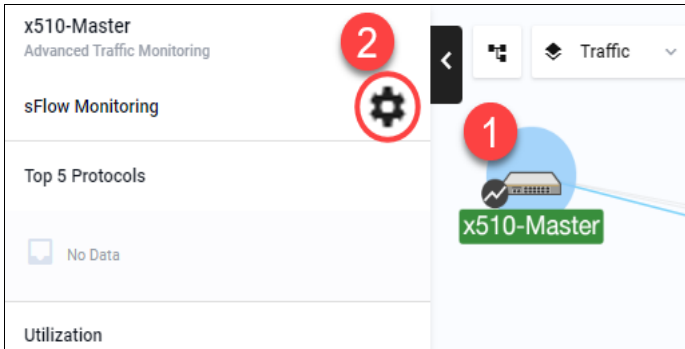 x510-Master
Advanced Traffic Monitoring
2
sFlow Monitoring
Top 5 Protocols
No Data
Utilization
Traffic
1
x510-Master